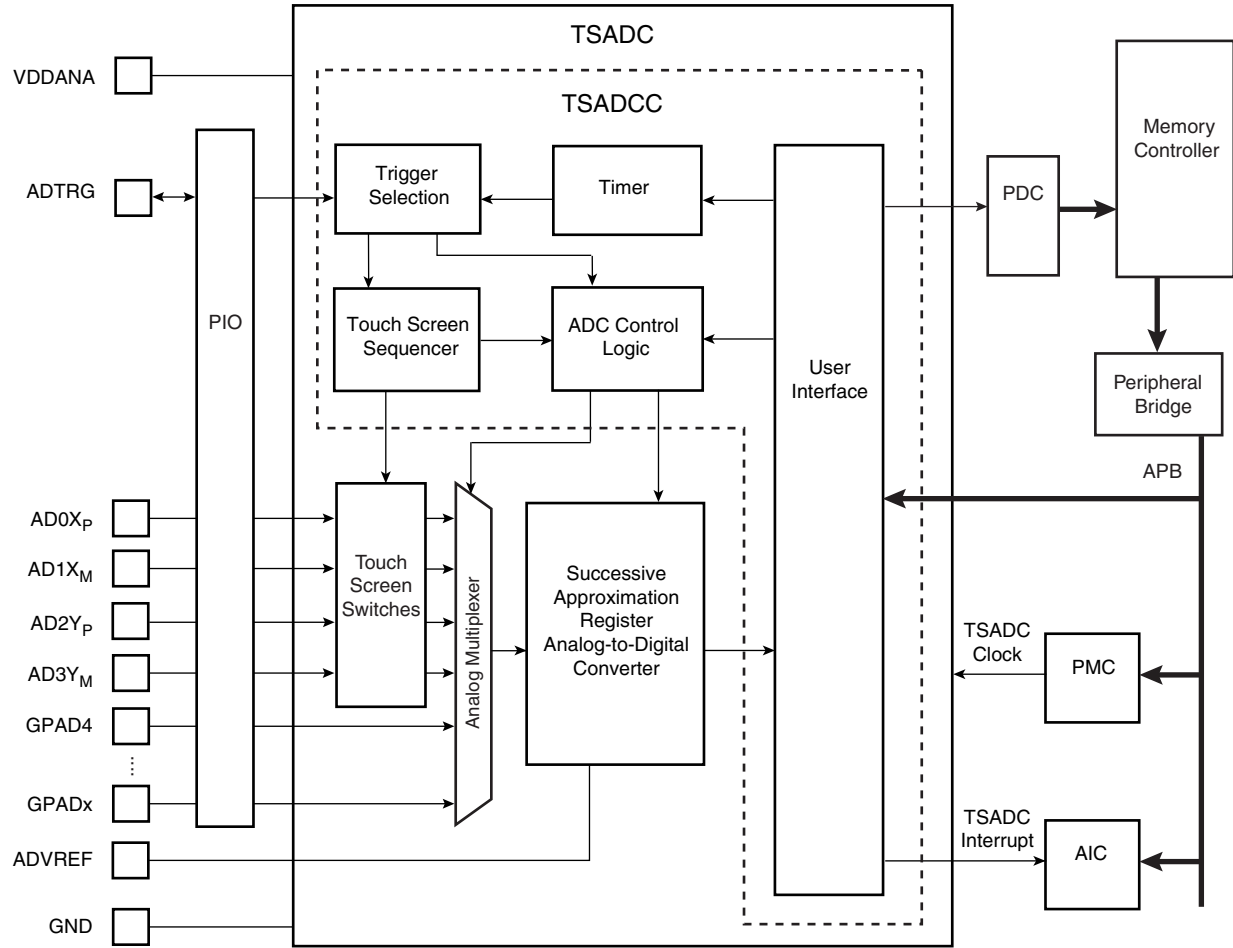 TSADC
VDDANA
TSADCC
Memory
Controller
Trigger
Selection
Timer
PDC
ADTRG
PIO
Touch Screen
Sequencer
ADC Control
Logic
User
Interface
Peripheral
Bridge
APB
AD0XP
AD1XM
AD2YP
AD3YM
GPAD4
GPADx
ADVREF
GND
Touch
Screen
Switches
Analog Multiplexer
Successive
Approximation
Register
Analog-to-Digital
Converter
TSADC
Clock
PMC
TSADC
Interrupt
AIC